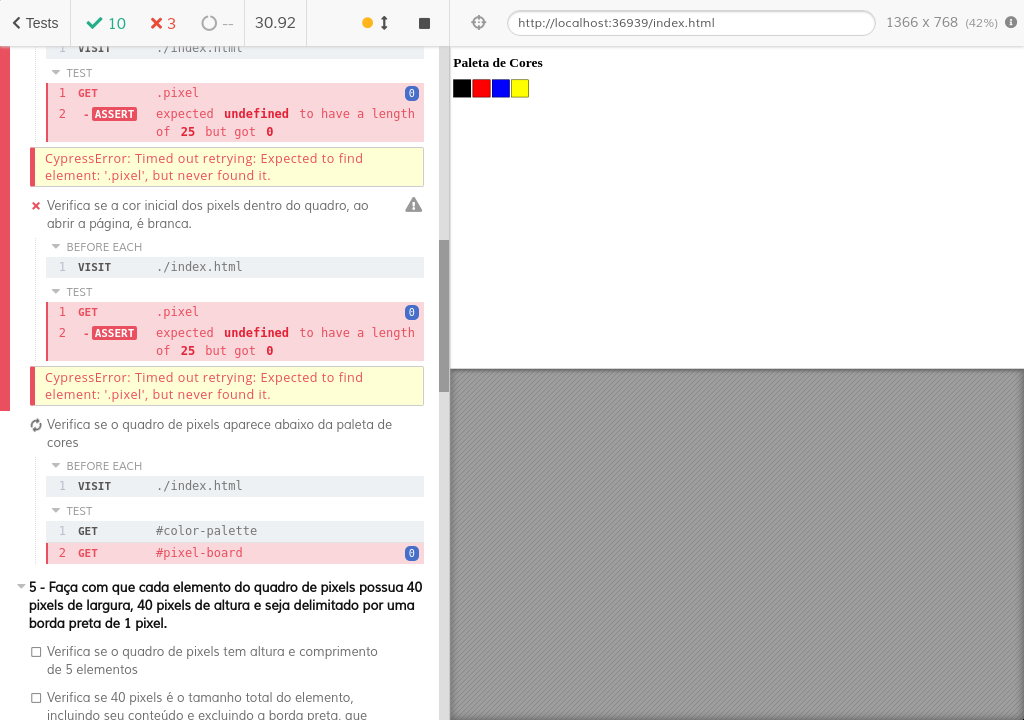 Tests 10 3 -- 30.92 http://localhost:36939/index.html 1366 x 768 (42%)
1 VISIT ./index.html
TEST
1 GET .pixel 0
2 -ASSERT expected undefined to have a length
of 25 but got 0
CypressError: Timed out retrying: Expected to find
element: '.pixel', but never found it.
Verifica se a cor inicial dos pixels dentro do quadro, ao
abrir a página, é branca.
BEFORE EACH
1 VISIT ./index.html
TEST
1 GET .pixel 0
2 -ASSERT expected undefined to have a length
of 25 but got 0
CypressError: Timed out retrying: Expected to find
element: '.pixel', but never found it.
Verifica se o quadro de pixels aparece abaixo da paleta de
cores
BEFORE EACH
1 VISIT ./index.html
TEST
1 GET #color-palette
2 GET #pixel-board 0
5 - Faça com que cada elemento do quadro de pixels possua 40
pixels de largura, 40 pixels de altura e seja delimitado por uma
borda preta de 1 pixel.
Verifica se o quadro de pixels tem altura e comprimento
de 5 elementos
Verifica se 40 pixels é o tamanho total do elemento,
incluindo seu conteúdo e excluindo a borda preta, que
Paleta de Cores